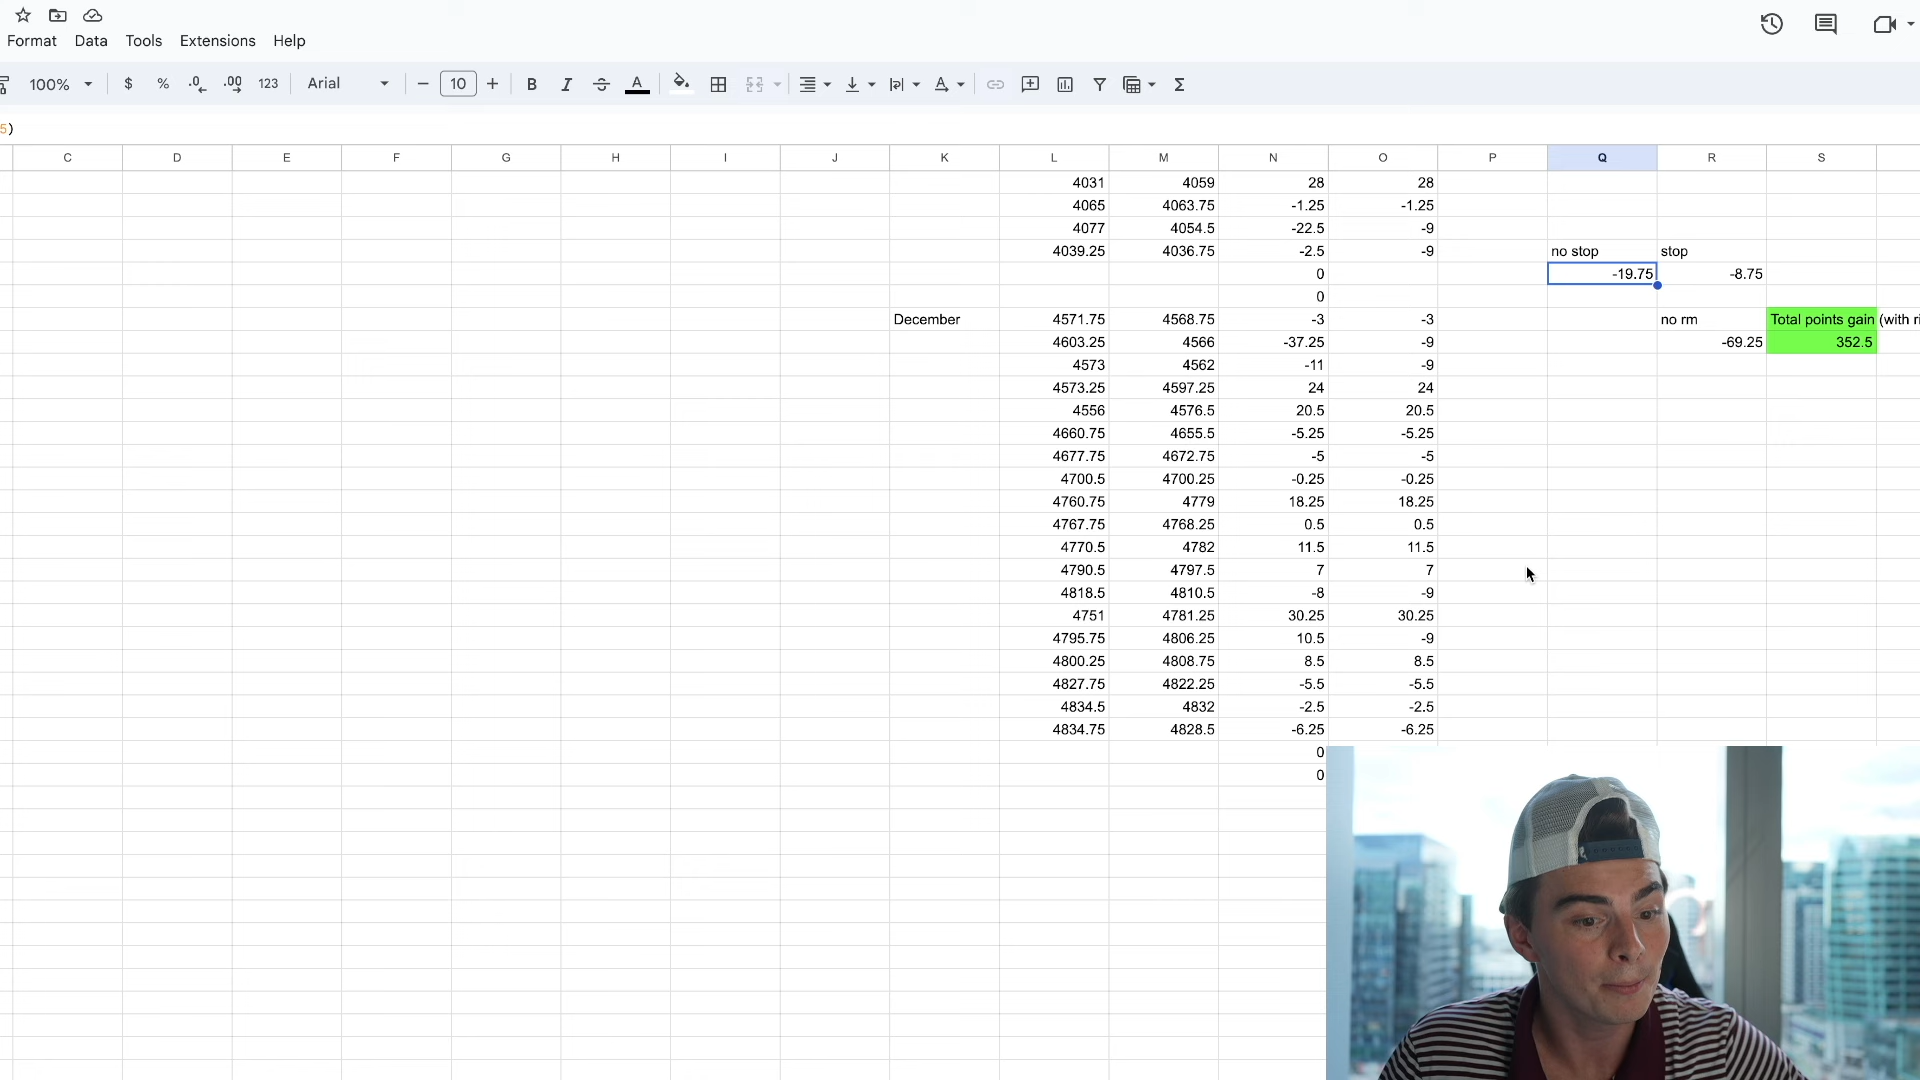 Format Data Tools Extensions Help
100% $ % .0 .00 123 Arial 10 B I S A A Σ
5)
C D E F G H I J K L M N O P Q R S
4031 4059 28 28
4065 4063.75 -1.25 -1.25
4077 4054.5 -22.5 -9
4039.25 4036.75 -2.5 -9 no stop stop
0 -19.75 -8.75
0
December 4571.75 4568.75 -3 -3 no rm Total points gain (with ri
4603.25 4566 -37.25 -9 -69.25 352.5
4573 4562 -11 -9
4573.25 4597.25 24 24
4556 4576.5 20.5 20.5
4660.75 4655.5 -5.25 -5.25
4677.75 4672.75 -5 -5
4700.5 4700.25 -0.25 -0.25
4760.75 4779 18.25 18.25
4767.75 4768.25 0.5 0.5
4770.5 4782 11.5 11.5
4790.5 4797.5 7 7
4818.5 4810.5 -8 -9
4751 4781.25 30.25 30.25
4795.75 4806.25 10.5 -9
4800.25 4808.75 8.5 8.5
4827.75 4822.25 -5.5 -5.5
4834.5 4832 -2.5 -2.5
4834.75 4828.5 -6.25 -6.25
0
0